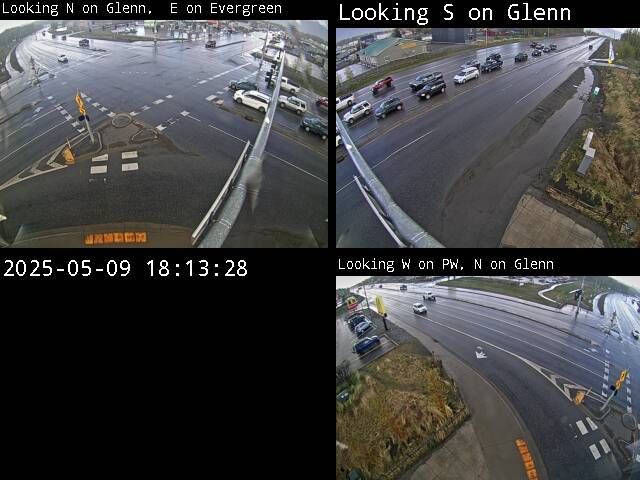 Looking N on Glenn,  E on Evergreen
Looking S on Glenn
2025-05-09 18:13:28
Looking W on PW, N on Glenn